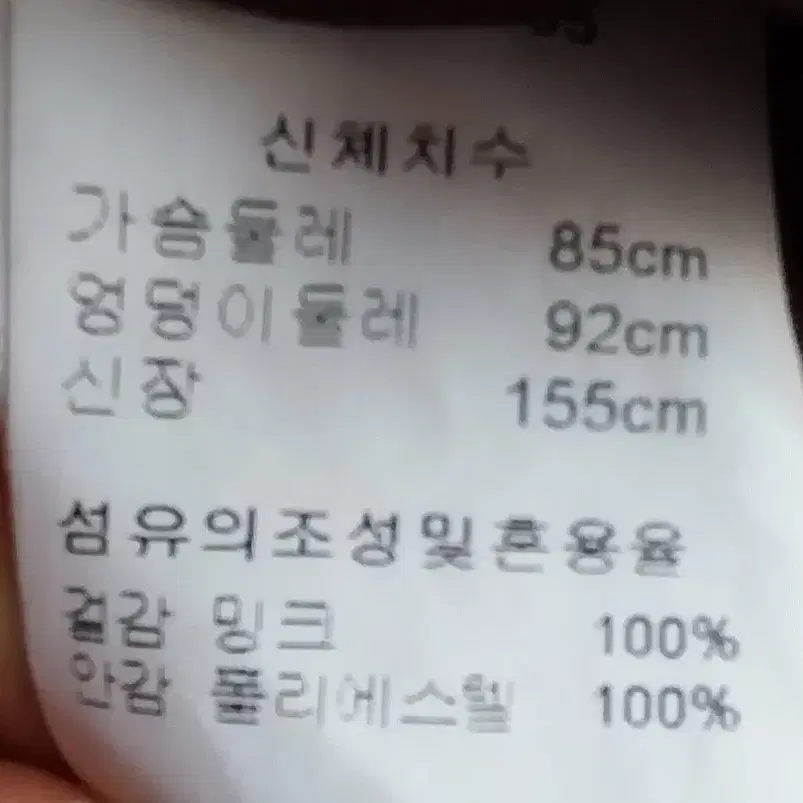 신체치수
가슴둘레 85cm
엉덩이둘레 92cm
신장 155cm
섬유의조성및혼용율
겉감 밍크 100%
안감 폴리에스텔 100%